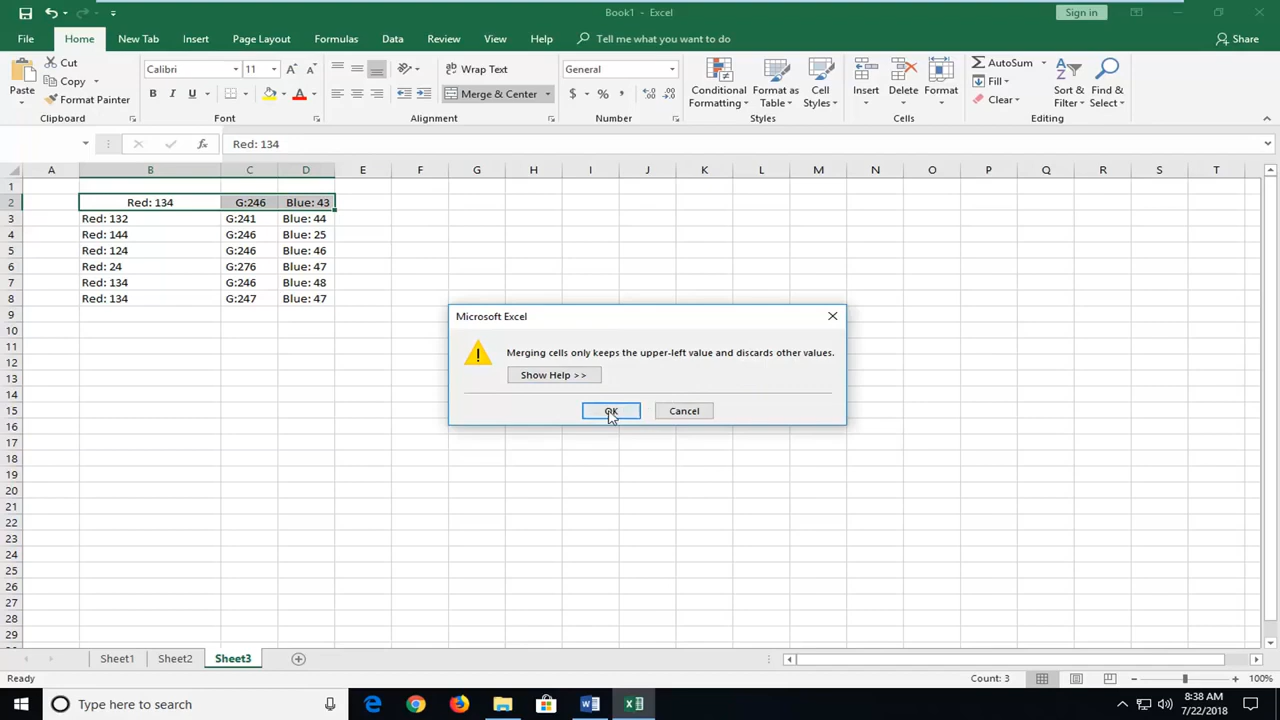 Book1 - Excel
Sign in
File Home New Tab Insert Page Layout Formulas Data Review View Help Tell me what you want to do Share
Paste
Cut
Copy
Format Painter
Clipboard
Calibri 11
B I U
Font
Wrap Text
Merge & Center
Alignment
General
$ % ,
Number
Conditional Formatting
Format as Table
Cell Styles
Styles
Insert Delete Format
Cells
AutoSum
Fill
Clear
Sort & Filter
Find & Select
Editing
fx Red: 134
A B C D E F G H I J K L M N O P Q R S T
1
2 Red: 134 G:246 Blue: 43
3 Red: 132 G:241 Blue: 44
4 Red: 144 G:246 Blue: 25
5 Red: 124 G:246 Blue: 46
6 Red: 24 G:276 Blue: 47
7 Red: 134 G:246 Blue: 48
8 Red: 134 G:247 Blue: 47
9
10
11
12
13
14
15
16
17
18
19
20
21
22
23
24
25
26
27
28
29
Microsoft Excel
Merging cells only keeps the upper-left value and discards other values.
Show Help >>
OK Cancel
Sheet1 Sheet2 Sheet3
Ready Count: 3 100%
Type here to search
8:38 AM
7/22/2018